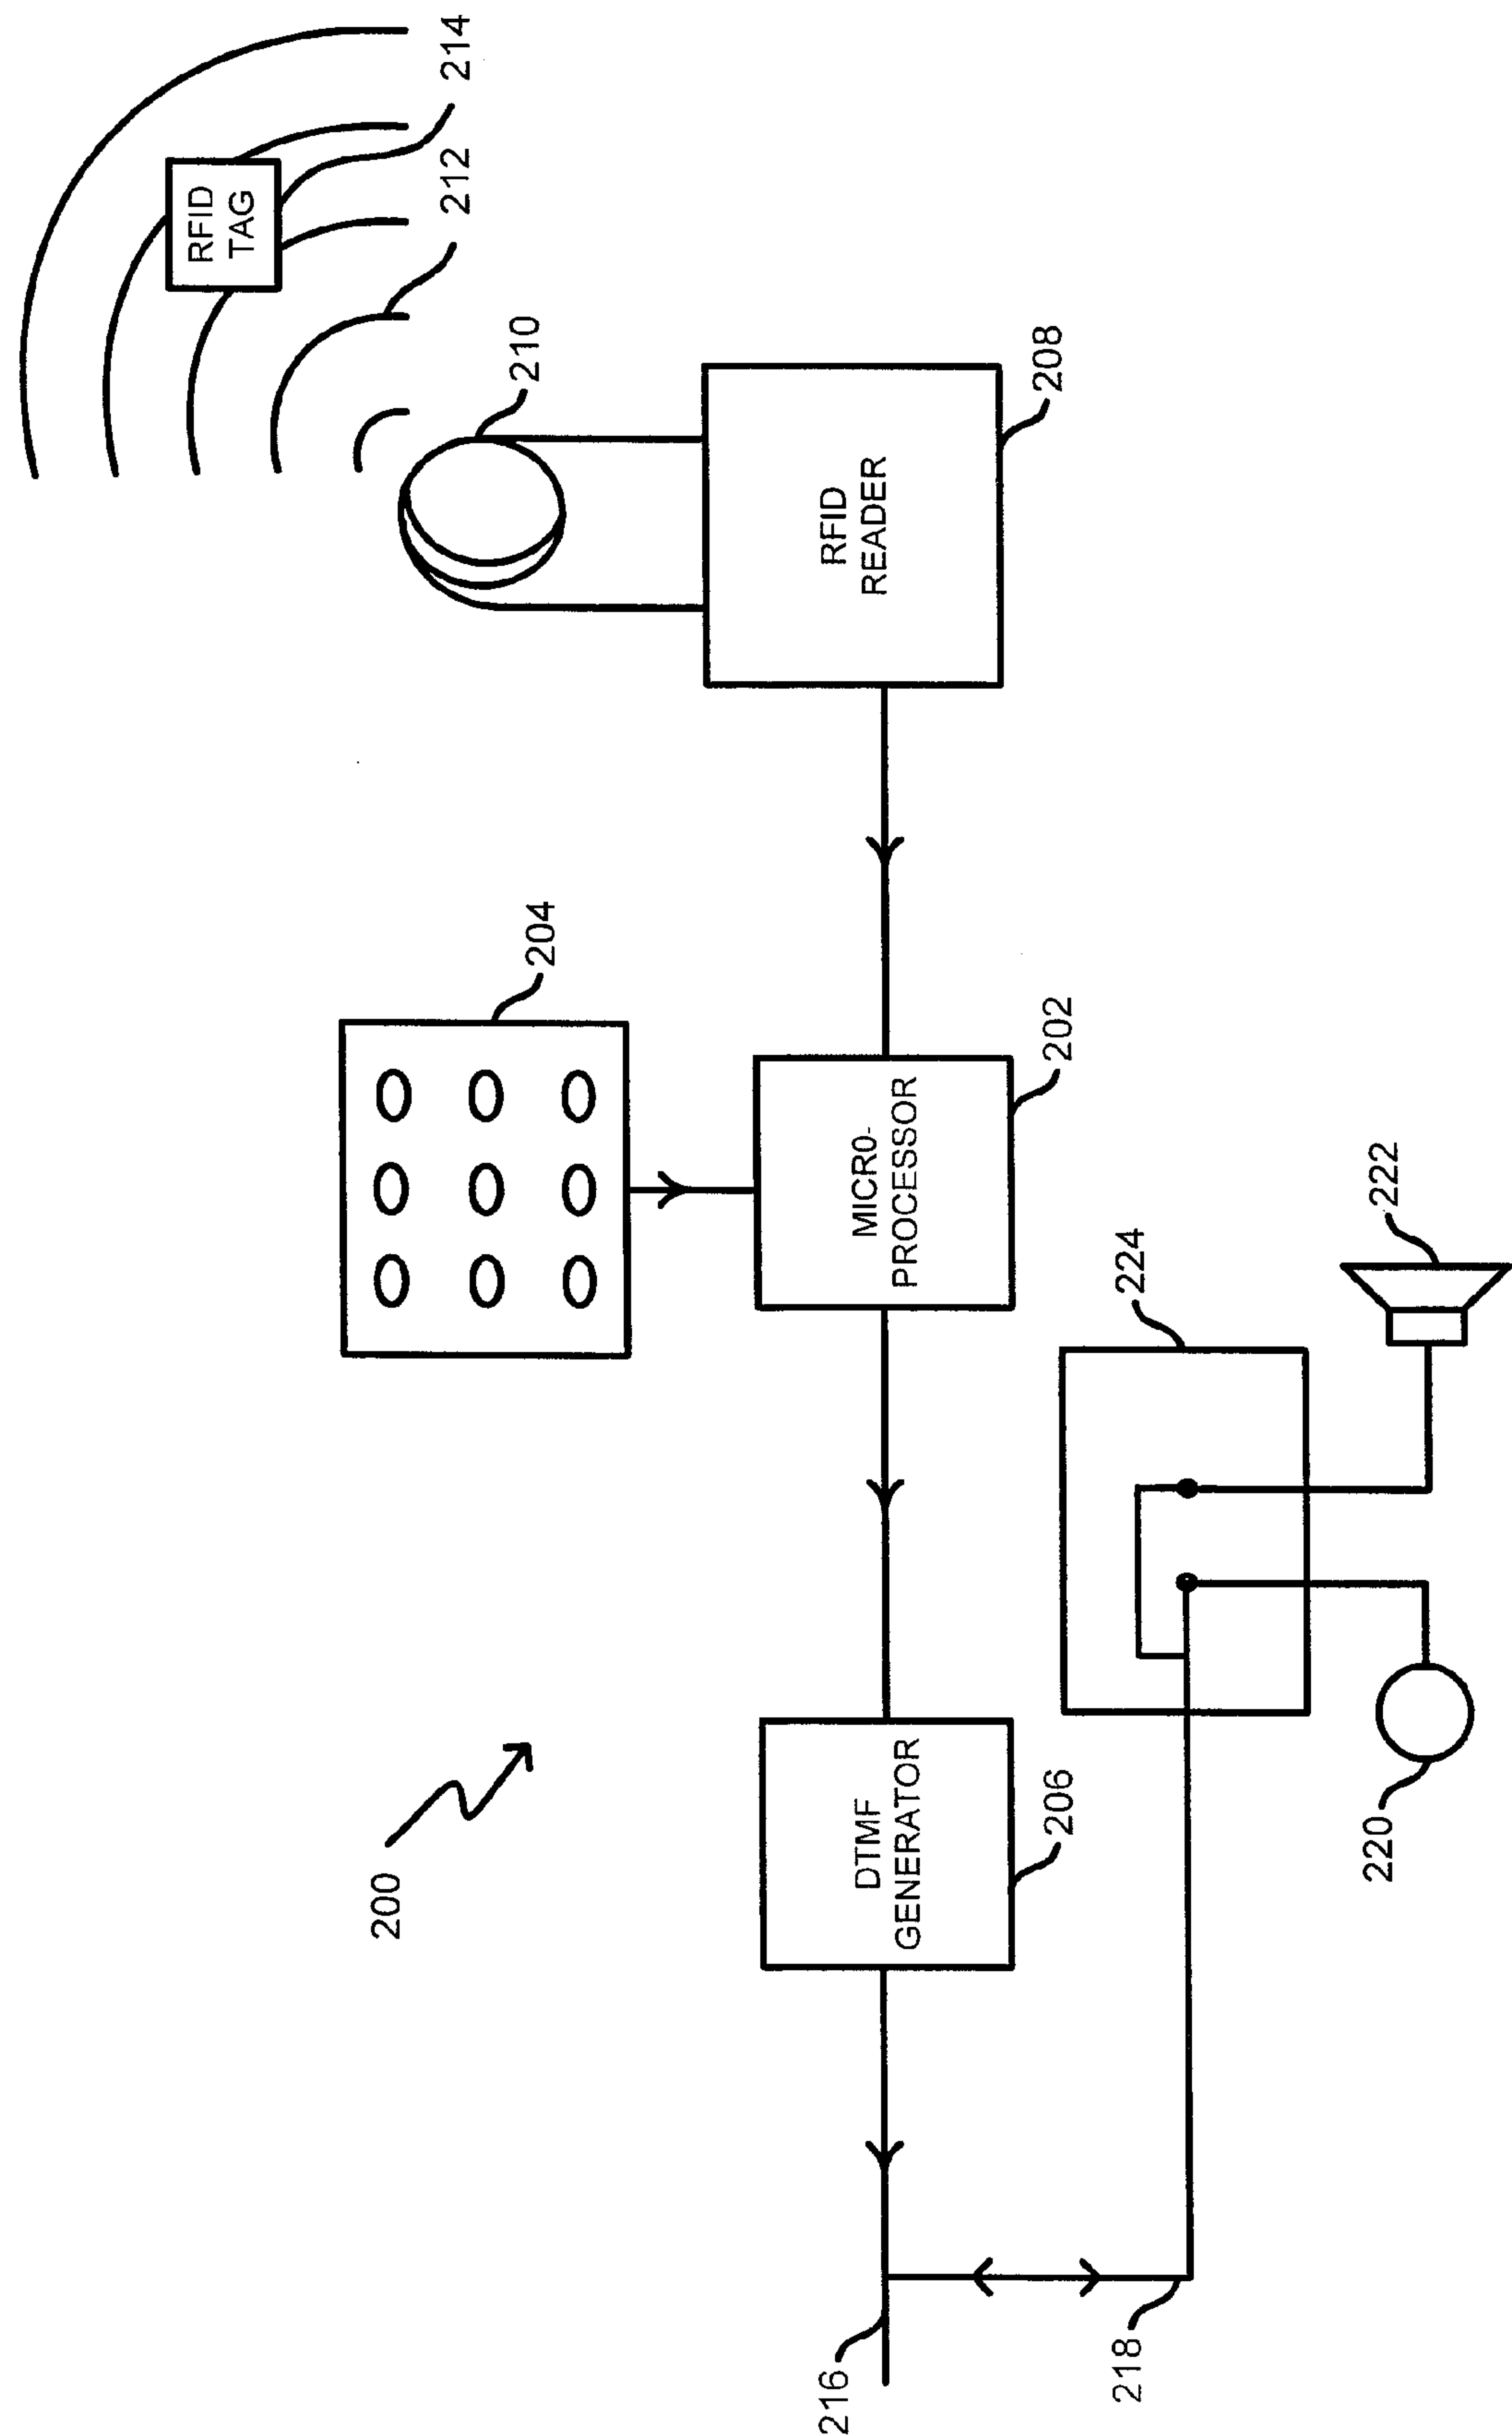 200
204
210
212
214
RFID
TAG
216
DTMF
GENERATOR
206
MICR0-
PROCESSOR
202
RFID
READER
208
218
220
224
222